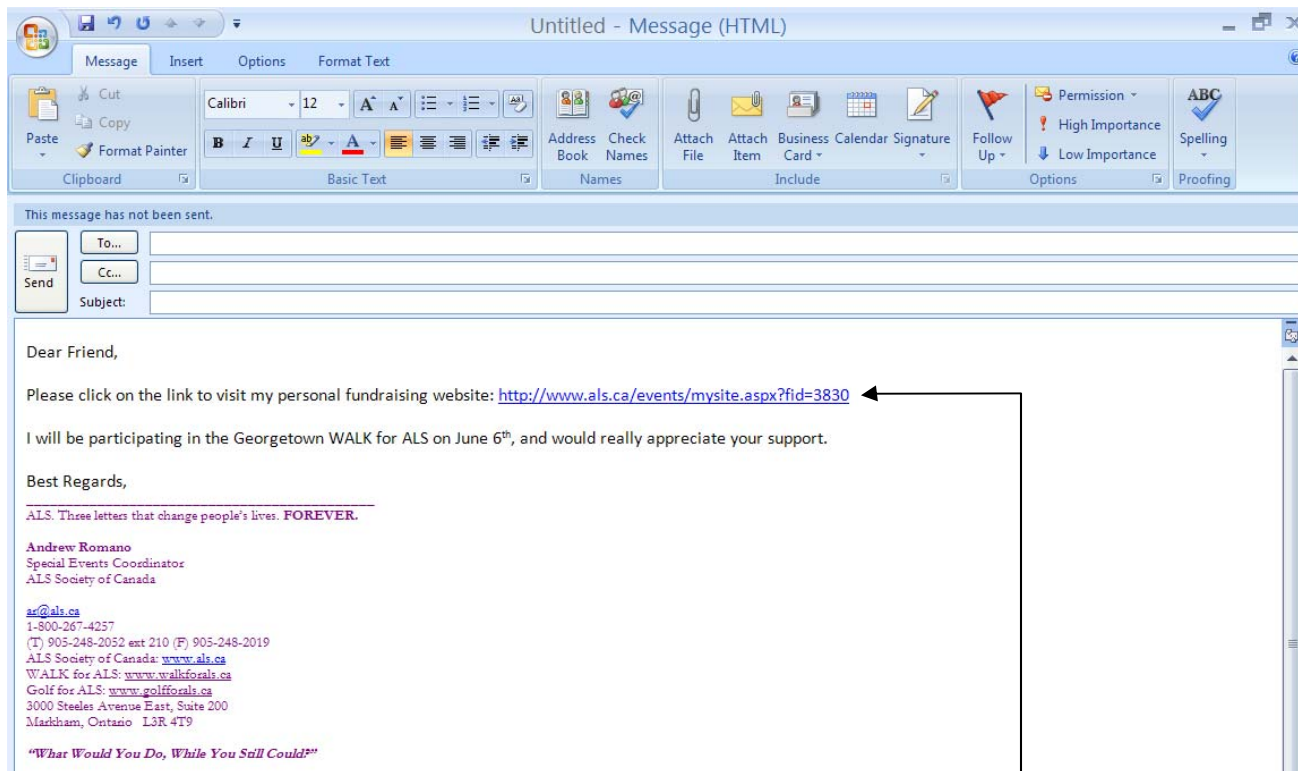 Untitled - Message (HTML)
Message Insert Options Format Text
Cut
Copy
Format Painter
Paste
Clipboard
Calibri 12
B I U
Basic Text
Address Book
Check Names
Names
Attach File
Attach Item
Business Card
Calendar
Signature
Include
Follow Up
Permission
High Importance
Low Importance
Options
ABC
Spelling
Proofing
This message has not been sent.
Send
To...
Cc...
Subject:
Dear Friend,
Please click on the link to visit my personal fundraising website: http://www.als.ca/events/mysite.aspx?fid=3830
I will be participating in the Georgetown WALK for ALS on June 6th, and would really appreciate your support.
Best Regards,
ALS. Three letters that change people's lives. FOREVER.
Andrew Romano
Special Events Coordinator
ALS Society of Canada
ar@als.ca
1-800-267-4257
(T) 905-248-2052 ext 210 (F) 905-248-2019
ALS Society of Canada: www.als.ca
WALK for ALS: www.walkforals.ca
Golf for ALS: www.golfforals.ca
3000 Steeles Avenue East, Suite 200
Markham, Ontario L3R 4T9
"What Would You Do, While You Still Could?"